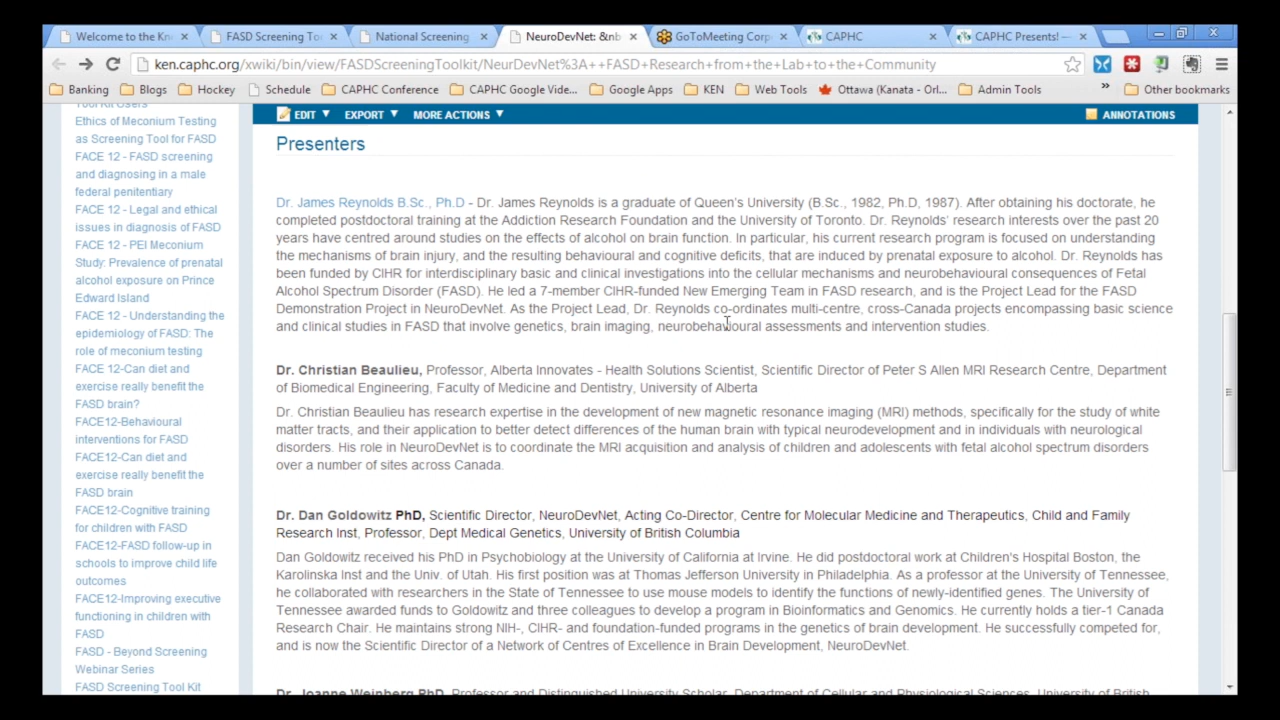 Welcome to the Kn
FASD Screening To
National Screening
NeuroDevNet: &nb
GoToMeeting Corp
CAPHC
CAPHC Presents! —
ken.caphc.org/xwiki/bin/view/FASDScreeningToolkit/NeurDevNet%3A++FASD+Research+from+the+Lab+to+the+Community
Banking
Blogs
Hockey
Schedule
CAPHC Conference
CAPHC Google Vide...
Google Apps
KEN
Web Tools
Ottawa (Kanata - Orl...
Admin Tools
»
Other bookmarks
Tool Kit Users
Ethics of Meconium Testing
as Screening Tool for FASD
FACE 12 - FASD screening
and diagnosing in a male
federal penitentiary
FACE 12 - Legal and ethical
issues in diagnosis of FASD
FACE 12 - PEI Meconium
Study: Prevalence of prenatal
alcohol exposure on Prince
Edward Island
FACE 12 - Understanding the
epidemiology of FASD: The
role of meconium testing
FACE 12-Can diet and
exercise really benefit the
FASD brain?
FACE12-Behavioural
interventions for FASD
FACE12-Can diet and
exercise really benefit the
FASD brain
FACE12-Cognitive training
for children with FASD
FACE12-FASD follow-up in
schools to improve child life
outcomes
FACE12-Improving executive
functioning in children with
FASD
FASD - Beyond Screening
Webinar Series
FASD Screening Tool Kit
EDIT
EXPORT
MORE ACTIONS
ANNOTATIONS
Presenters
Dr. James Reynolds B.Sc., Ph.D - Dr. James Reynolds is a graduate of Queen's University (B.Sc., 1982, Ph.D, 1987). After obtaining his doctorate, he
completed postdoctoral training at the Addiction Research Foundation and the University of Toronto. Dr. Reynolds' research interests over the past 20
years have centred around studies on the effects of alcohol on brain function. In particular, his current research program is focused on understanding
the mechanisms of brain injury, and the resulting behavioural and cognitive deficits, that are induced by prenatal exposure to alcohol. Dr. Reynolds has
been funded by CIHR for interdisciplinary basic and clinical investigations into the cellular mechanisms and neurobehavioural consequences of Fetal
Alcohol Spectrum Disorder (FASD). He led a 7-member CIHR-funded New Emerging Team in FASD research, and is the Project Lead for the FASD
Demonstration Project in NeuroDevNet. As the Project Lead, Dr. Reynolds co-ordinates multi-centre, cross-Canada projects encompassing basic science
and clinical studies in FASD that involve genetics, brain imaging, neurobehavioural assessments and intervention studies.
Dr. Christian Beaulieu, Professor, Alberta Innovates - Health Solutions Scientist, Scientific Director of Peter S Allen MRI Research Centre, Department
of Biomedical Engineering, Faculty of Medicine and Dentistry, University of Alberta
Dr. Christian Beaulieu has research expertise in the development of new magnetic resonance imaging (MRI) methods, specifically for the study of white
matter tracts, and their application to better detect differences of the human brain with typical neurodevelopment and in individuals with neurological
disorders. His role in NeuroDevNet is to coordinate the MRI acquisition and analysis of children and adolescents with fetal alcohol spectrum disorders
over a number of sites across Canada.
Dr. Dan Goldowitz PhD, Scientific Director, NeuroDevNet, Acting Co-Director, Centre for Molecular Medicine and Therapeutics, Child and Family
Research Inst, Professor, Dept Medical Genetics, University of British Columbia
Dan Goldowitz received his PhD in Psychobiology at the University of California at Irvine. He did postdoctoral work at Children's Hospital Boston, the
Karolinska Inst and the Univ. of Utah. His first position was at Thomas Jefferson University in Philadelphia. As a professor at the University of Tennessee,
he collaborated with researchers in the State of Tennessee to use mouse models to identify the functions of newly-identified genes. The University of
Tennessee awarded funds to Goldowitz and three colleagues to develop a program in Bioinformatics and Genomics. He currently holds a tier-1 Canada
Research Chair. He maintains strong NIH-, CIHR- and foundation-funded programs in the genetics of brain development. He successfully competed for,
and is now the Scientific Director of a Network of Centres of Excellence in Brain Development, NeuroDevNet.
Dr. Joanne Weinberg PhD, Professor and Distinguished University Scholar, Department of Cellular and Physiological Sciences, University of British